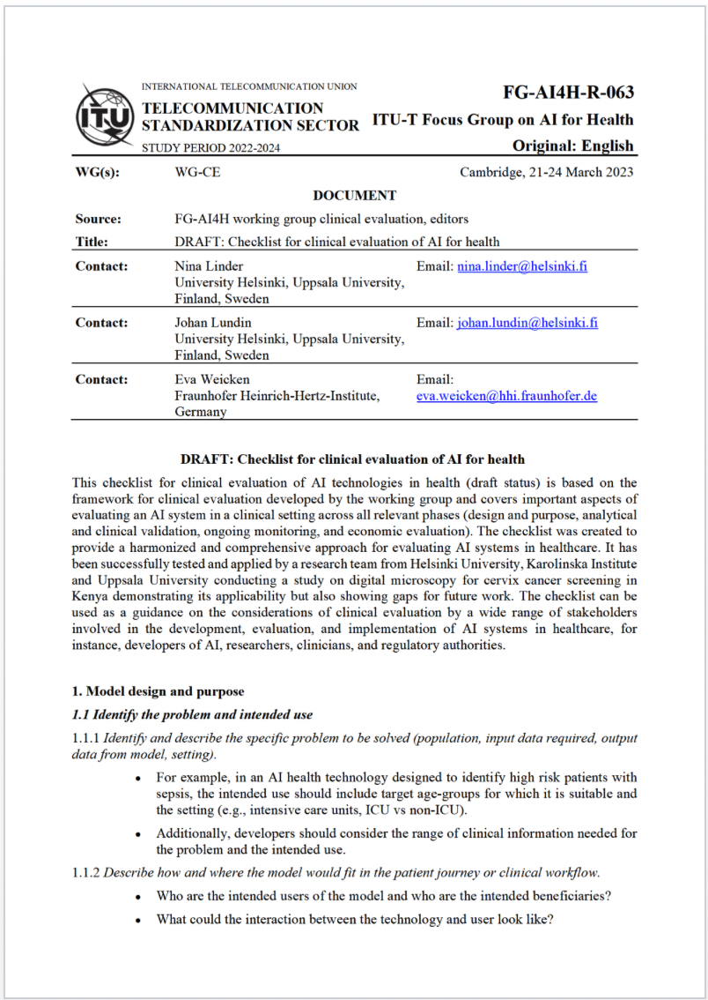 ITU
INTERNATIONAL TELECOMMUNICATION UNION
TELECOMMUNICATION
STANDARDIZATION SECTOR
STUDY PERIOD 2022-2024
FG-AI4H-R-063
ITU-T Focus Group on AI for Health
Original: English
WG(s): WG-CE Cambridge, 21-24 March 2023
DOCUMENT
Source: FG-AI4H working group clinical evaluation, editors
Title: DRAFT: Checklist for clinical evaluation of AI for health
Contact: Nina Linder Email: nina.linder@helsinki.fi
University Helsinki, Uppsala University,
Finland, Sweden
Contact: Johan Lundin Email: johan.lundin@helsinki.fi
University Helsinki, Uppsala University,
Finland, Sweden
Contact: Eva Weicken Email:
Fraunhofer Heinrich-Hertz-Institute, eva.weicken@hhi.fraunhofer.de
Germany
DRAFT: Checklist for clinical evaluation of AI for health
This checklist for clinical evaluation of AI technologies in health (draft status) is based on the
framework for clinical evaluation developed by the working group and covers important aspects of
evaluating an AI system in a clinical setting across all relevant phases (design and purpose, analytical
and clinical validation, ongoing monitoring, and economic evaluation). The checklist was created to
provide a harmonized and comprehensive approach for evaluating AI systems in healthcare. It has
been successfully tested and applied by a research team from Helsinki University, Karolinska Institute
and Uppsala University conducting a study on digital microscopy for cervix cancer screening in
Kenya demonstrating its applicability but also showing gaps for future work. The checklist can be
used as a guidance on the considerations of clinical evaluation by a wide range of stakeholders
involved in the development, evaluation, and implementation of AI systems in healthcare, for
instance, developers of AI, researchers, clinicians, and regulatory authorities.
1. Model design and purpose
1.1 Identify the problem and intended use
1.1.1 Identify and describe the specific problem to be solved (population, input data required, output
data from model, setting).
• For example, in an AI health technology designed to identify high risk patients with
sepsis, the intended use should include target age-groups for which it is suitable and
the setting (e.g., intensive care units, ICU vs non-ICU).
• Additionally, developers should consider the range of clinical information needed for
the problem and the intended use.
1.1.2 Describe how and where the model would fit in the patient journey or clinical workflow.
• Who are the intended users of the model and who are the intended beneficiaries?
• What could the interaction between the technology and user look like?